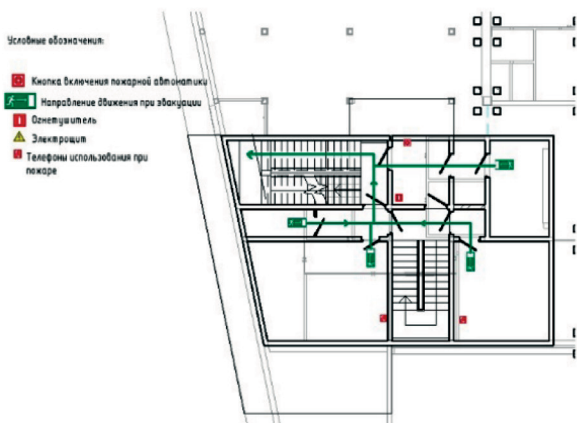 Условные обозначения:
Кнопка включения пожарной автоматики
Направление движения при эвакуации
Огнетушитель
Электрощит
Телефоны использования при
пожаре